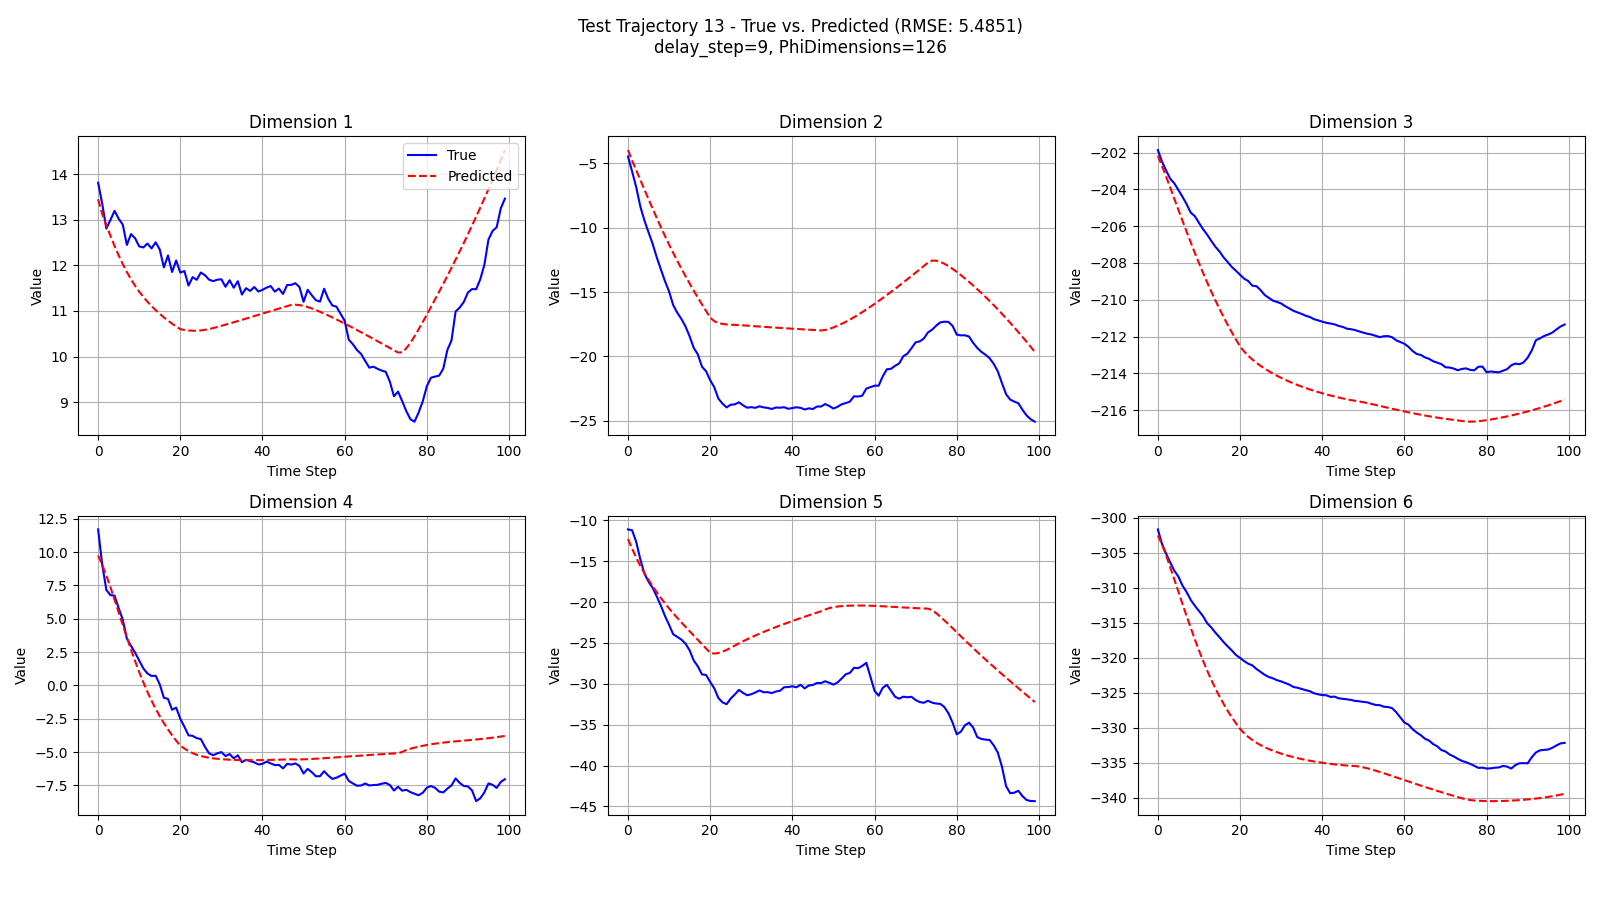 Test Trajectory 13 - True vs. Predicted (RMSE: 5.4851)
delay_step=9, PhiDimensions=126
Dimension 1
True
Predicted
Value
14
13
12
11
10
9
0 20 40 60 80 100
Time Step
Dimension 2
Value
−5
−10
−15
−20
−25
0 20 40 60 80 100
Time Step
Dimension 3
Value
−202
−204
−206
−208
−210
−212
−214
−216
0 20 40 60 80 100
Time Step
Dimension 4
Value
12.5
10.0
7.5
5.0
2.5
0.0
−2.5
−5.0
−7.5
0 20 40 60 80 100
Time Step
Dimension 5
Value
−10
−15
−20
−25
−30
−35
−40
−45
0 20 40 60 80 100
Time Step
Dimension 6
Value
−300
−305
−310
−315
−320
−325
−330
−335
−340
0 20 40 60 80 100
Time Step